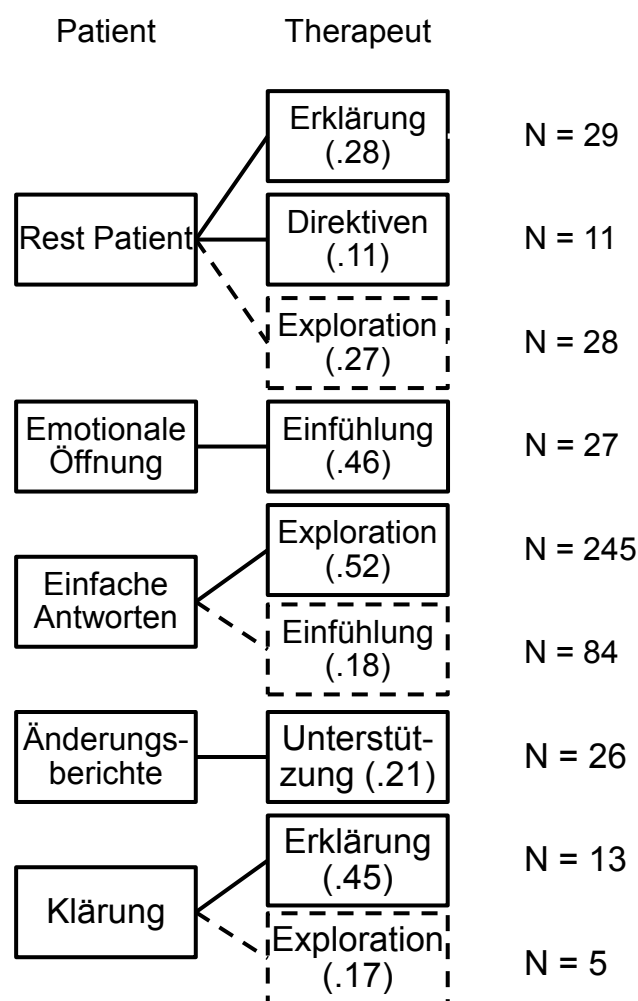 Patient Therapeut
Erklärung
(.28)
N = 29
Rest Patient
Direktiven
(.11)
N = 11
Exploration
(.27)
N = 28
Emotionale
Öffnung
Einfühlung
(.46)
N = 27
Einfache
Antworten
Exploration
(.52)
N = 245
Einfühlung
(.18)
N = 84
Änderungs-
berichte
Unterstüt-
zung (.21)
N = 26
Klärung
Erklärung
(.45)
N = 13
Exploration
(.17)
N = 5